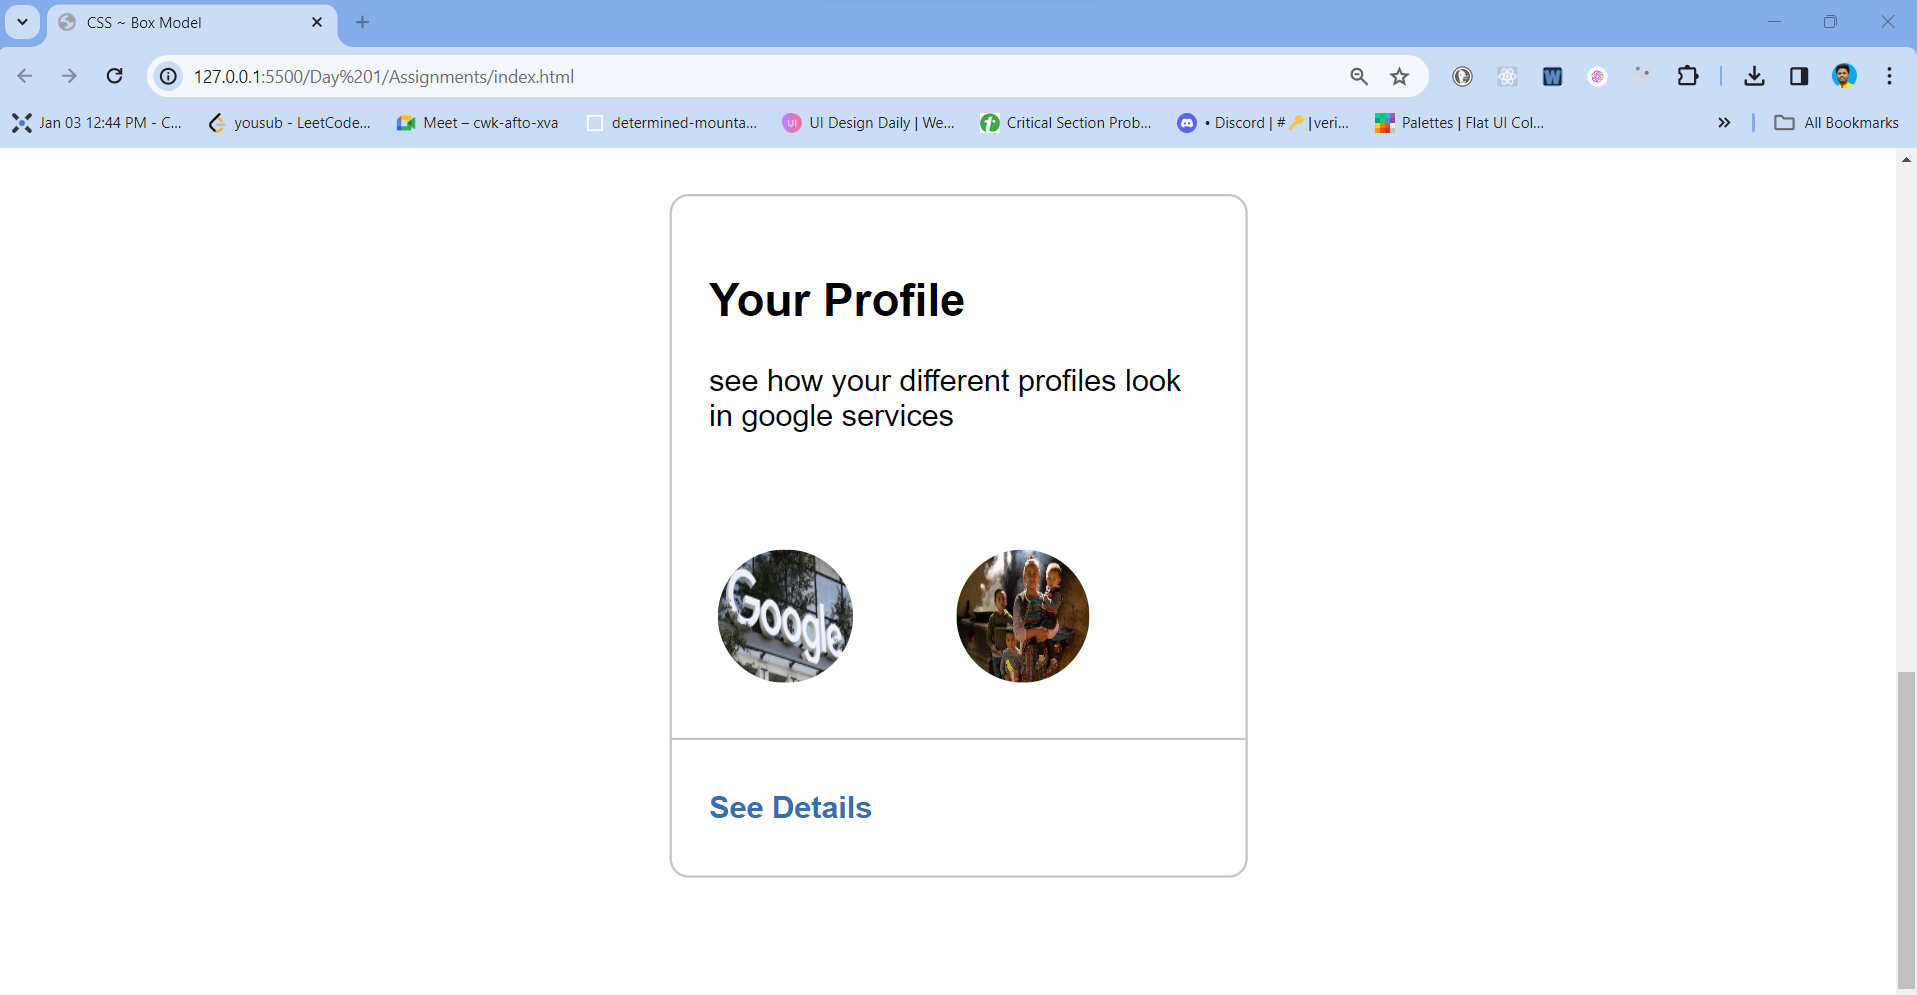 CSS ~ Box Model
127.0.0.1:5500/Day%201/Assignments/index.html
W
Jan 03 12:44 PM - C...
yousub - LeetCode...
Meet – cwk-afto-xva
determined-mounta...
UI
UI Design Daily | We...
Critical Section Prob...
• Discord | #🔑|veri...
Palettes | Flat UI Col...
All Bookmarks
Your Profile
see how your different profiles look
in google services
Google
See Details